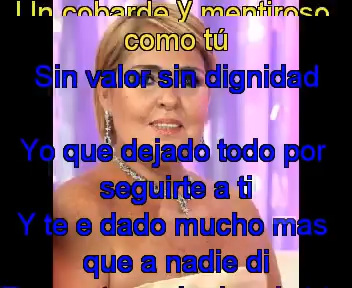 Un cobarde y mentiroso
como tú
Sin valor sin dignidad
Yo que dejado todo por
seguirte a ti
Y te e dado mucho mas
que a nadie di